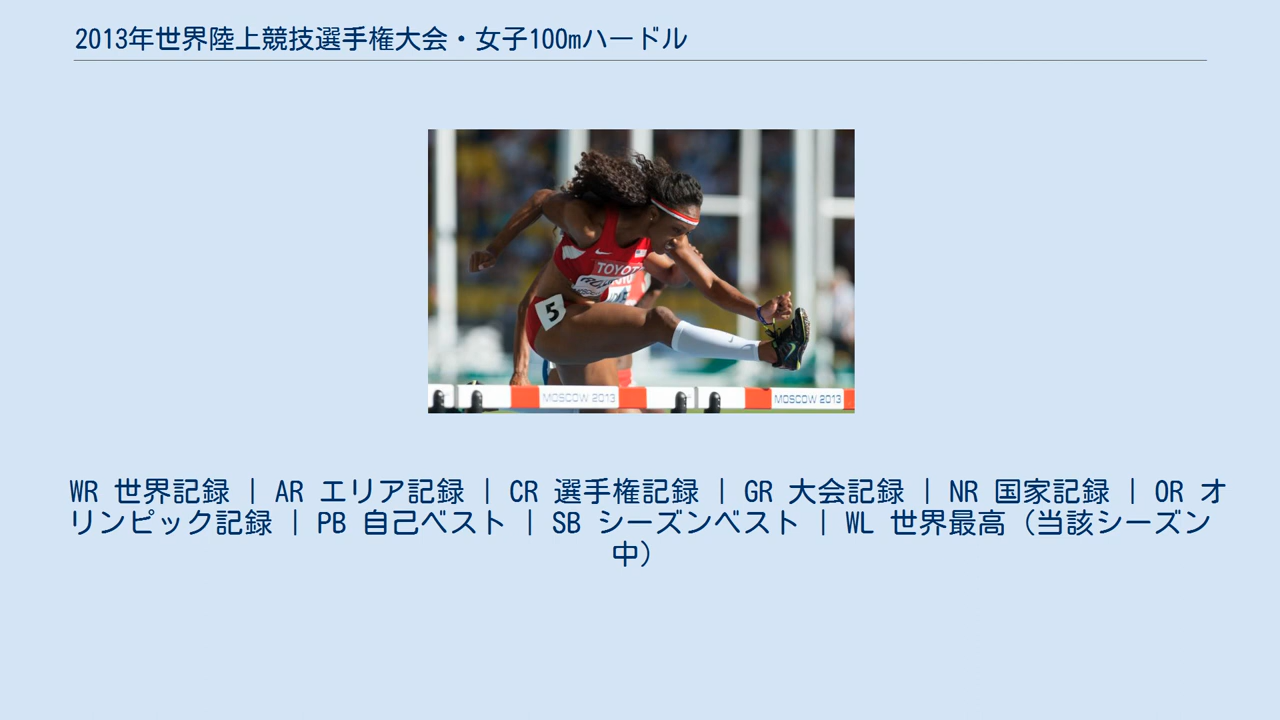 2013年世界陸上競技選手権大会・女子100mハードル
TOYOTA
5
MOSCOW 2013
MOSCOW 2013
WR 世界記録 | AR エリア記録 | CR 選手権記録 | GR 大会記録 | NR 国家記録 | OR オ
リンピック記録 | PB 自己ベスト | SB シーズンベスト | WL 世界最高（当該シーズン
中）